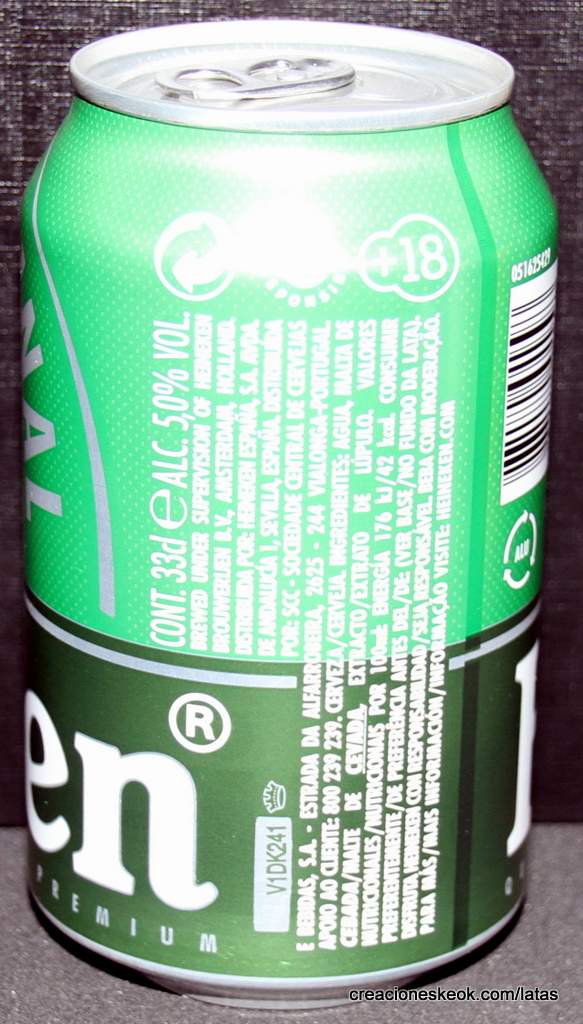 NAL
+18
051625429
CONT. 33cl e ALC. 5,0% VOL.
BREWED UNDER SUPERVISION OF HEINEKEN
BROUWERIJEN B.V., AMSTERDAM, HOLLAND.
DISTRIBUIDA POR: HEINEKEN ESPAÑA, S.A. AVDA.
DE ANDALUCÍA 1, SEVILLA, ESPAÑA. DISTRIBUÍDA
POR: SCC - SOCIEDADE CENTRAL DE CERVEJAS
E BEBIDAS, S.A. - ESTRADA DA ALFARROBEIRA, 2625 - 244 VIALONGA-PORTUGAL.
APOIO AO CLIENTE: 800 239 239. CERVEZA/CERVEJA. INGREDIENTES: AGUA, MALTA DE
CEBADA/MALTE DE CEVADA, EXTRACTO/EXTRATO DE LÚPULO. VALORES
NUTRICIONALES/NUTRICIONAIS POR 100ml: ENERGÍA 176 kJ/42 kcal. CONSUMIR
PREFERENTEMENTE/DE PREFERENCIA ANTES DEL/DE: (VER BASE/NO FUNDO DA LATA).
DISFRUTA HEINEKEN CON RESPONSABILIDAD/SEJA RESPONSÁVEL. BEBA COM MODERAÇÃO.
PARA MÁS/MAIS INFORMACIÓN/INFORMAÇÃO VISITE: HEINEKEN.COM
ALU
en®
PREMIUM
V1DK241
creacioneskeok.com/latas